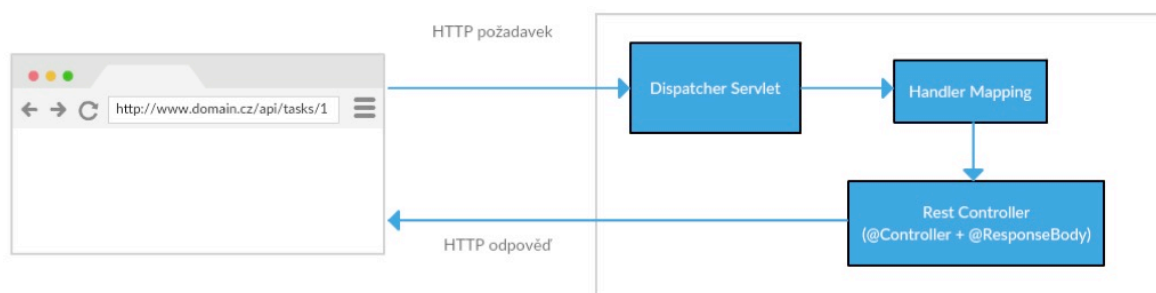 HTTP požadavek
http://www.domain.cz/api/tasks/1
Dispatcher Servlet
Handler Mapping
Rest Controller
(@Controller + @ResponseBody)
HTTP odpověď